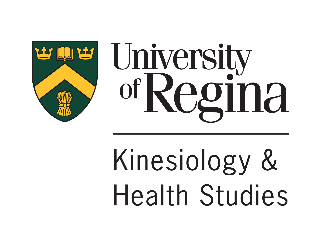 University
of Regina
Kinesiology &
Health Studies